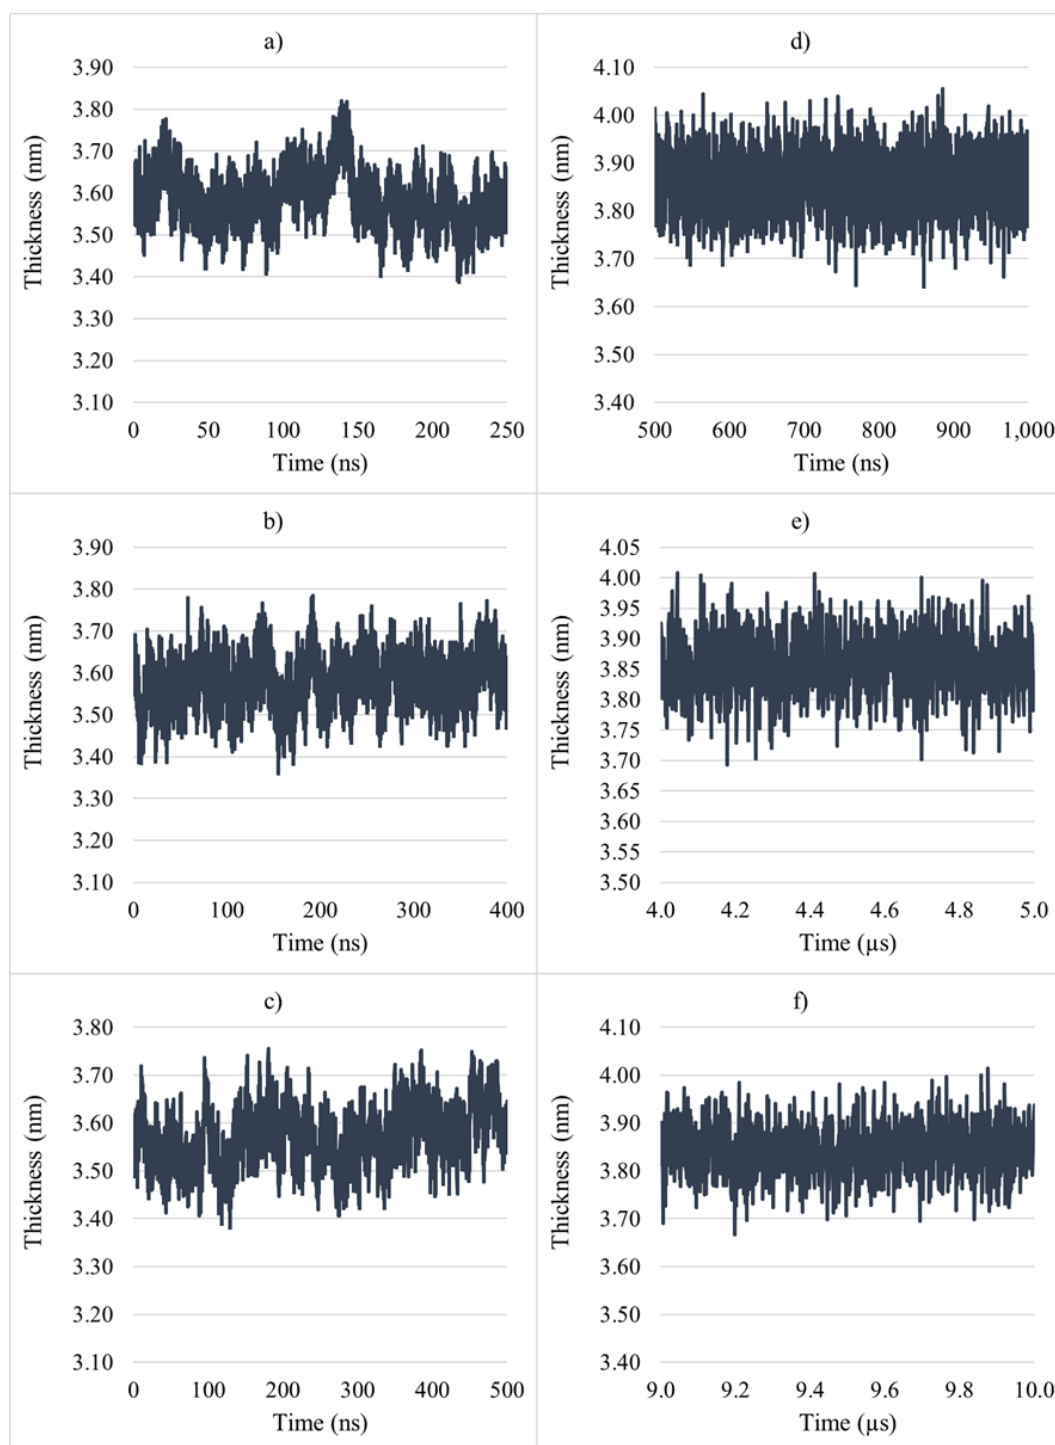 a)
3.90
3.80
3.70
3.60
3.50
3.40
3.30
3.20
3.10
Thickness (nm)
0 50 100 150 200 250
Time (ns)
d)
4.10
4.00
3.90
3.80
3.70
3.60
3.50
3.40
Thickness (nm)
500 600 700 800 900 1,000
Time (ns)
b)
3.90
3.80
3.70
3.60
3.50
3.40
3.30
3.20
3.10
Thickness (nm)
0 100 200 300 400
Time (ns)
e)
4.05
4.00
3.95
3.90
3.85
3.80
3.75
3.70
3.65
3.60
3.55
3.50
Thickness (nm)
4.0 4.2 4.4 4.6 4.8 5.0
Time (µs)
c)
3.80
3.70
3.60
3.50
3.40
3.30
3.20
3.10
Thickness (nm)
0 100 200 300 400 500
Time (ns)
f)
4.10
4.00
3.90
3.80
3.70
3.60
3.50
3.40
Thickness (nm)
9.0 9.2 9.4 9.6 9.8 10.0
Time (µs)